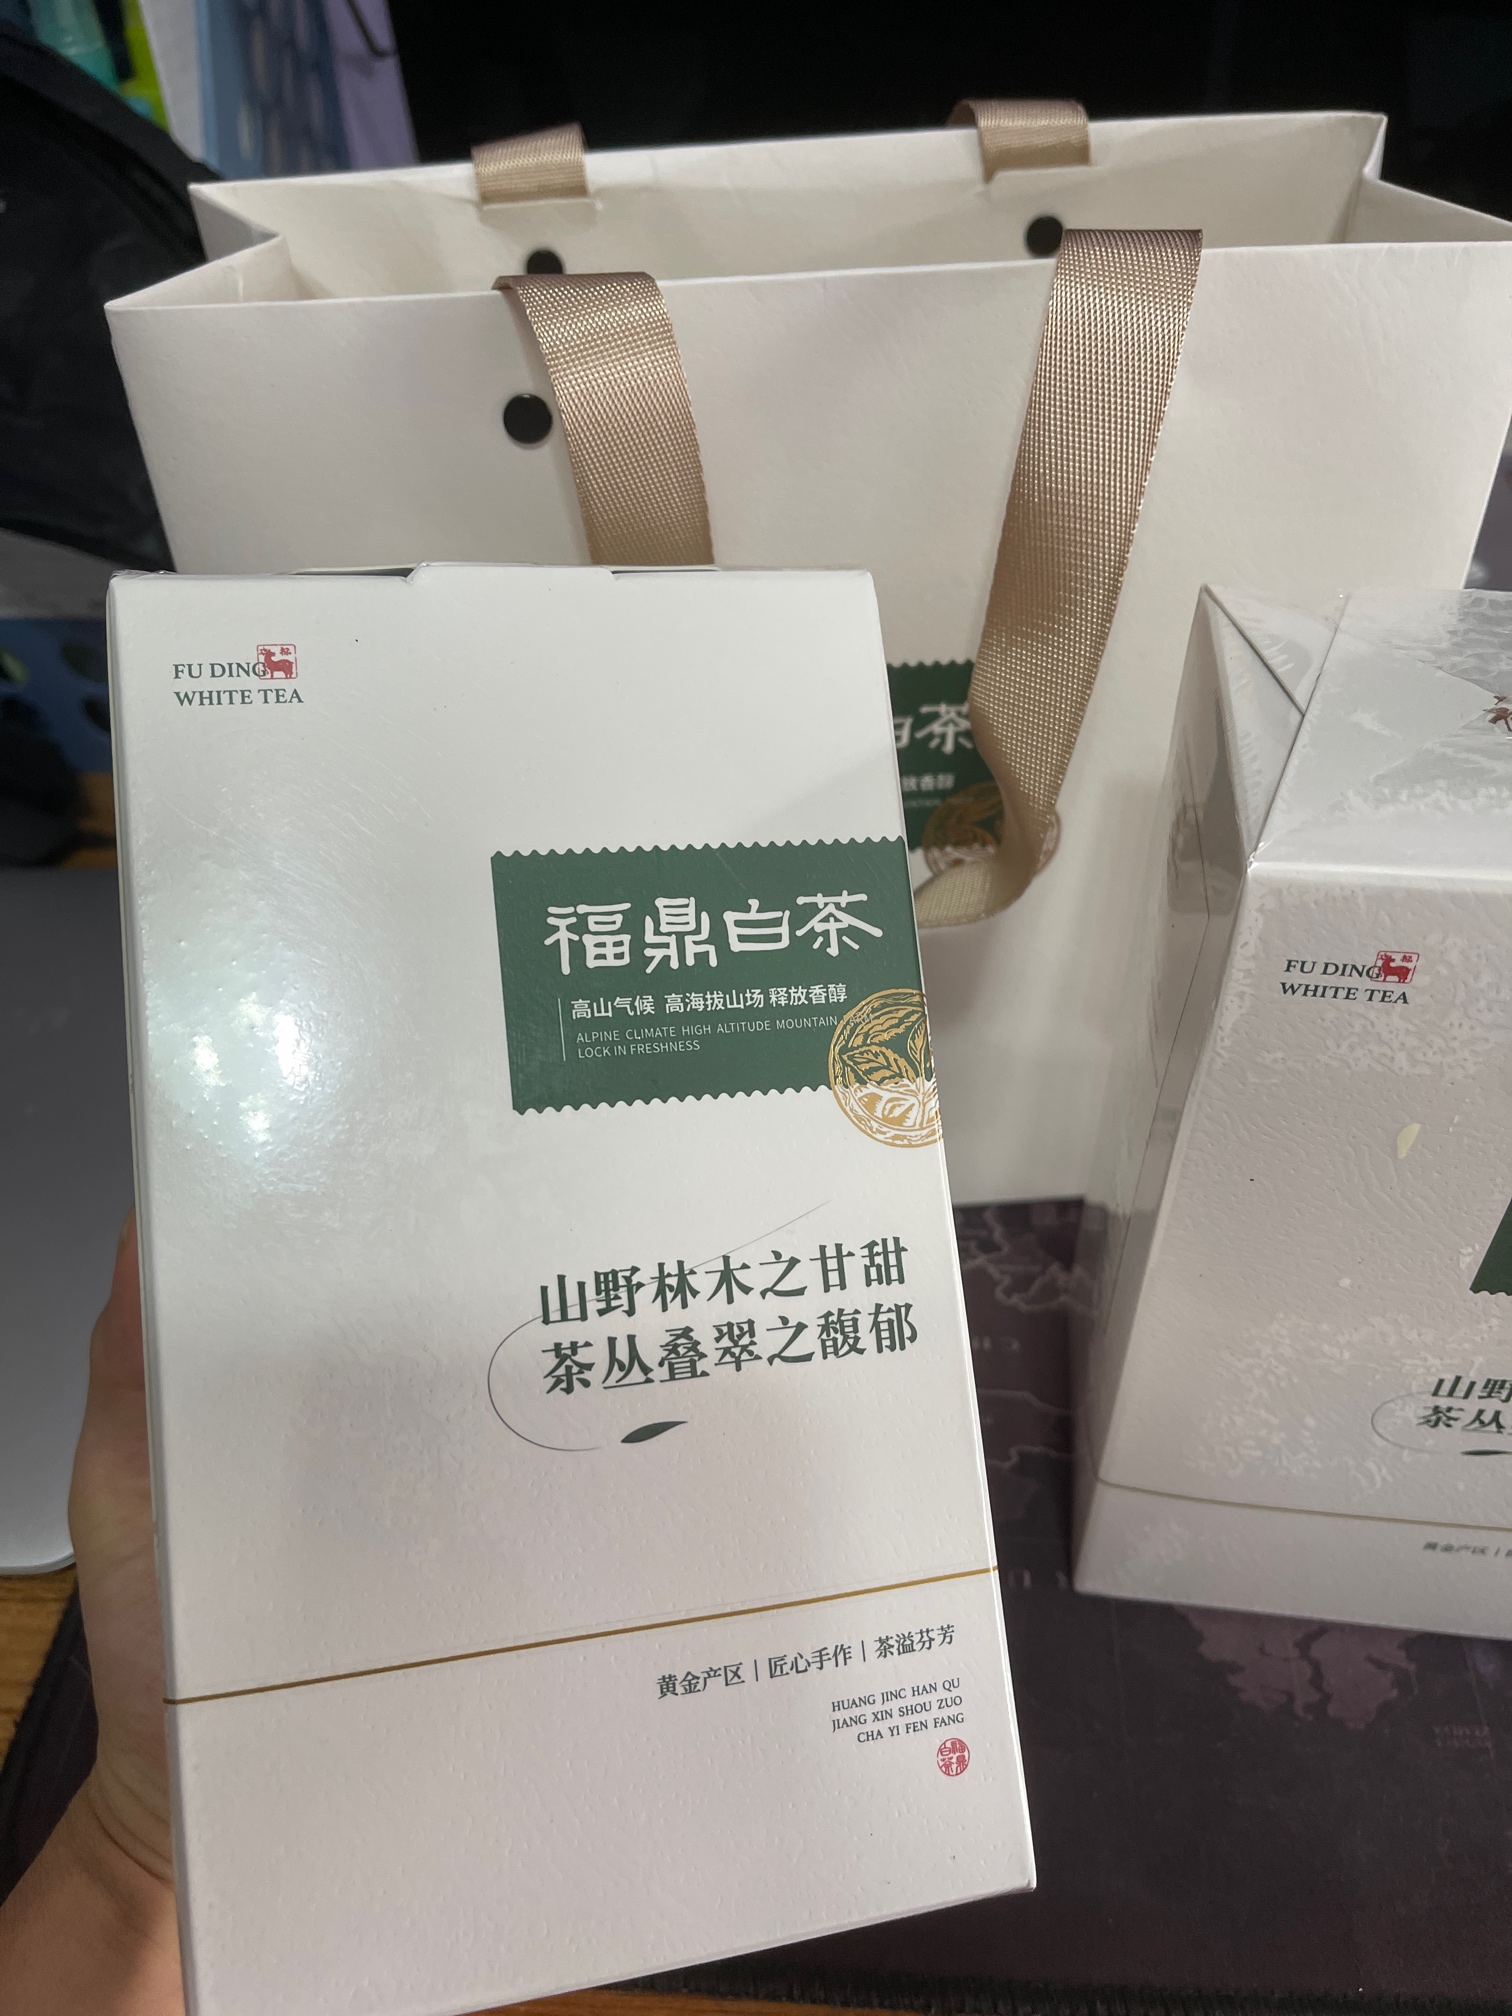 FU DING
WHITE TEA
福鼎白茶
高山气候 高海拔山场 释放香醇
ALPINE CLIMATE HIGH ALTITUDE MOUNTAIN
LOCK IN FRESHNESS
山野林木之甘甜
茶丛叠翠之馥郁
黄金产区 | 匠心手作 | 茶溢芬芳
HUANG JINC HAN QU
JIANG XIN SHOU ZUO
CHA YI FEN FANG
福鼎
白茶
白茶
放香醇
FU DING
WHITE TEA
山野
茶丛
黄金产区 |